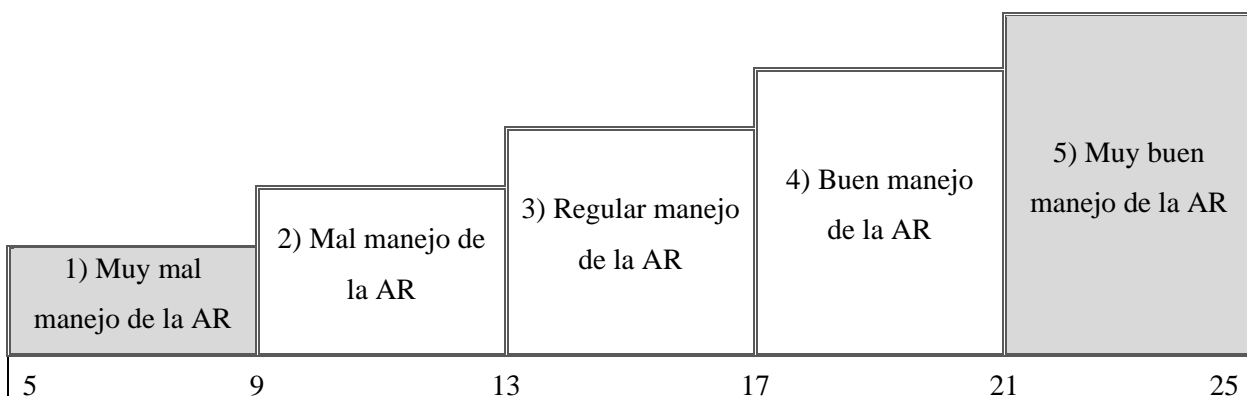 1) Muy mal
manejo de la AR
2) Mal manejo de
la AR
3) Regular manejo
de la AR
4) Buen manejo
de la AR
5) Muy buen
manejo de la AR
5 9 13 17 21 25